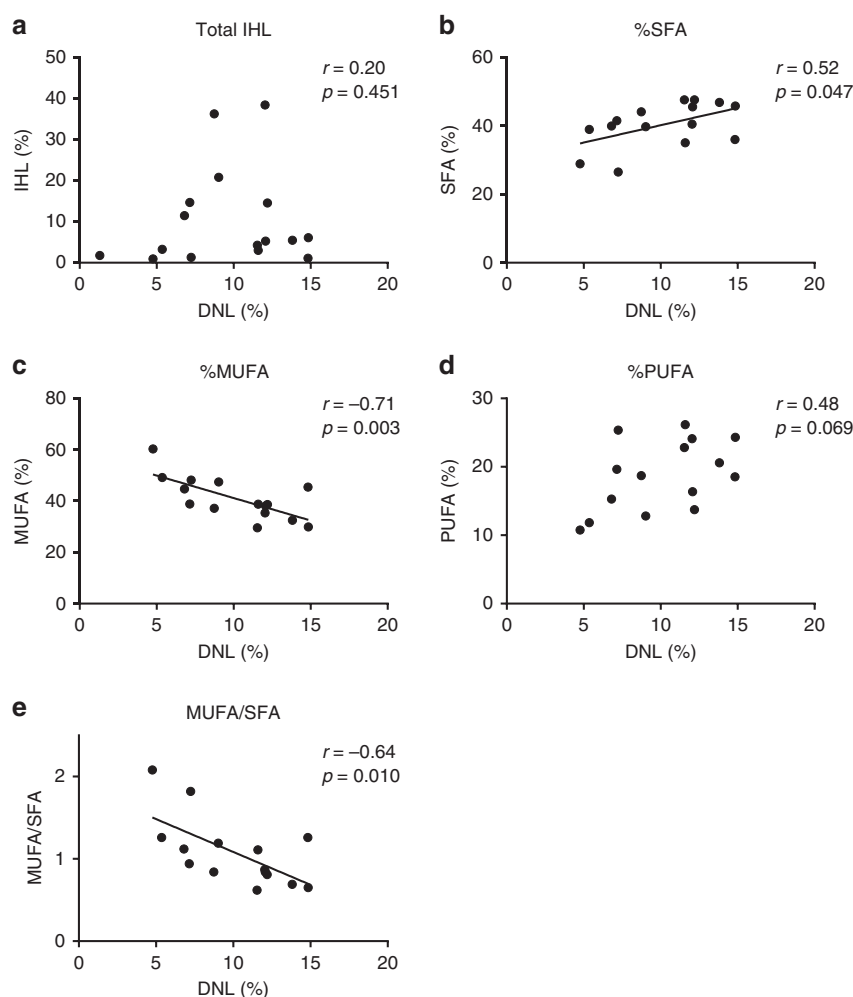 a
Total IHL
r = 0.20
p = 0.451
50
40
30
20
10
0
IHL (%)
0 5 10 15 20
DNL (%)
b
%SFA
r = 0.52
p = 0.047
60
40
20
0
SFA (%)
0 5 10 15 20
DNL (%)
c
%MUFA
r = –0.71
p = 0.003
80
60
40
20
0
MUFA (%)
0 5 10 15 20
DNL (%)
d
%PUFA
r = 0.48
p = 0.069
30
20
10
0
PUFA (%)
0 5 10 15 20
DNL (%)
e
MUFA/SFA
r = –0.64
p = 0.010
2
1
0
MUFA/SFA
0 5 10 15 20
DNL (%)